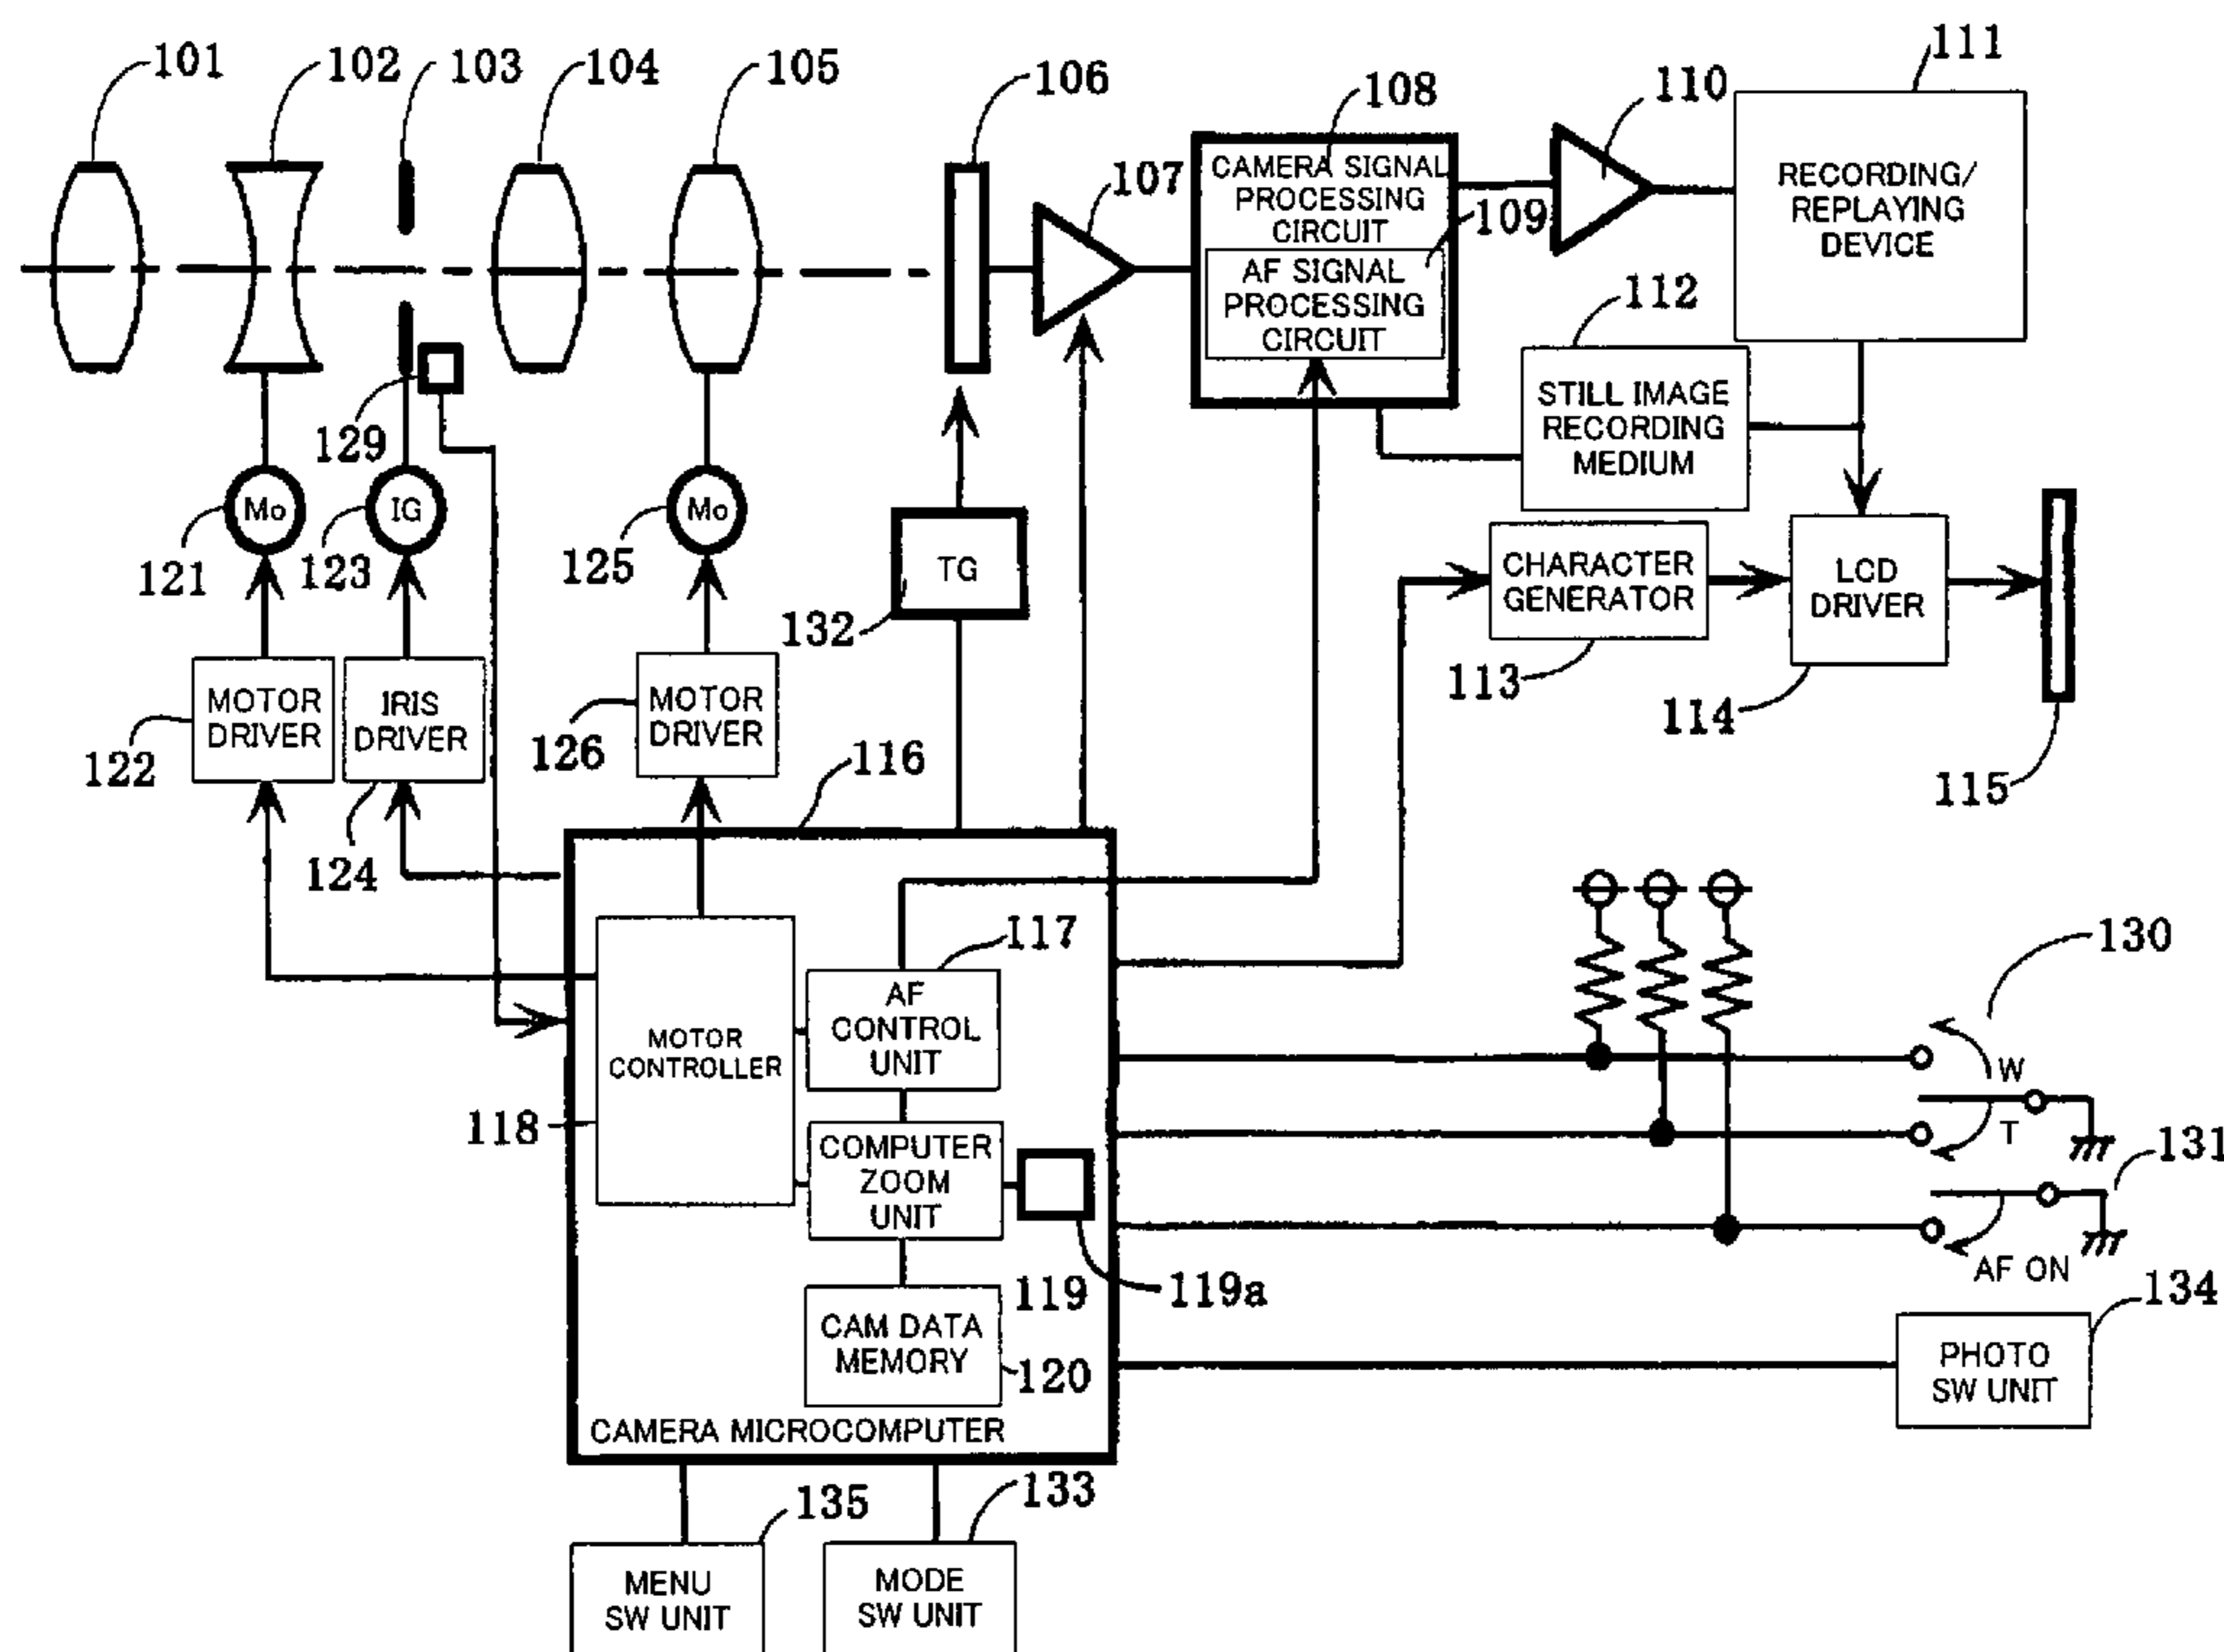 101
102
103
104
105
106
107
108
110
111
CAMERA SIGNAL
PROCESSING
CIRCUIT
109
AF SIGNAL
PROCESSING
CIRCUIT
RECORDING/
REPLAYING
DEVICE
112
STILL IMAGE
RECORDING
MEDIUM
129
Mo
121
IG
123
Mo
125
TG
132
CHARACTER
GENERATOR
113
LCD
DRIVER
114
115
MOTOR
DRIVER
122
IRIS
DRIVER
124
MOTOR
DRIVER
126
116
117
AF
CONTROL
UNIT
MOTOR
CONTROLLER
118
COMPUTER
ZOOM
UNIT
119
119a
CAM DATA
MEMORY
120
CAMERA MICROCOMPUTER
130
W
T
131
AF ON
134
PHOTO
SW UNIT
135
MENU
SW UNIT
133
MODE
SW UNIT